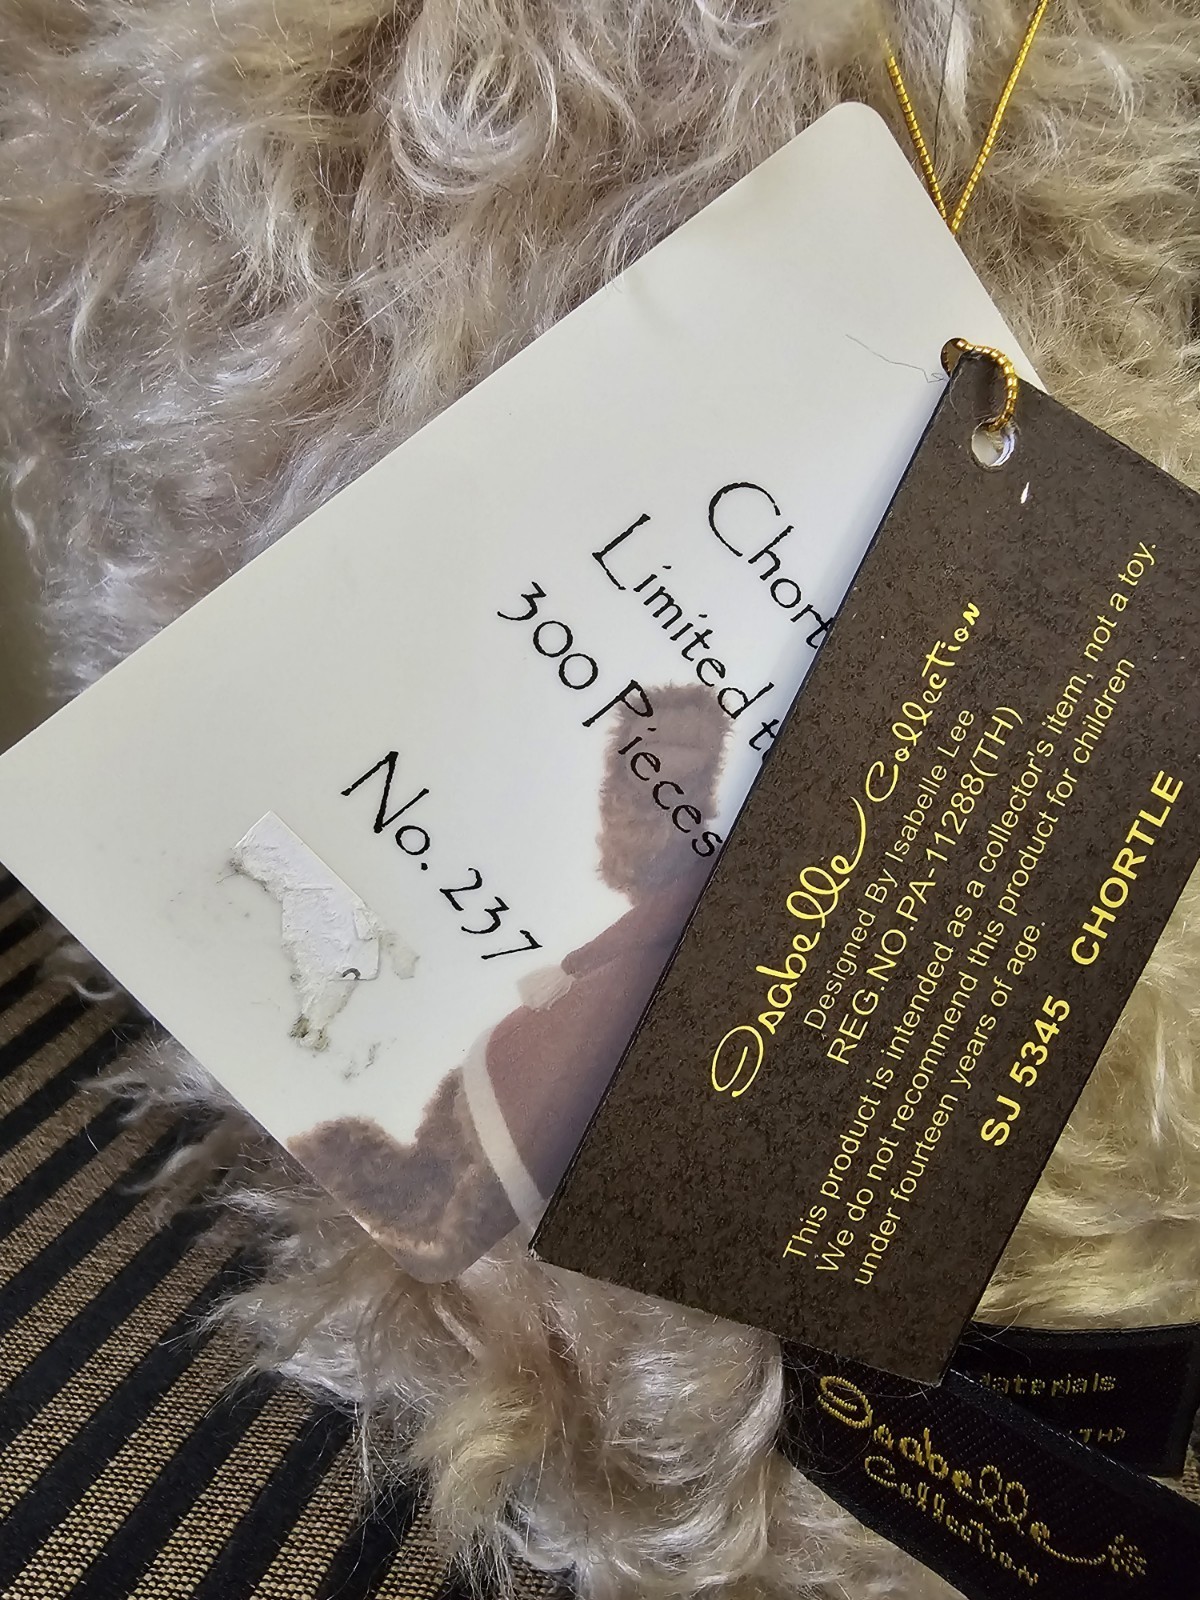 Chort
Limited t
300 Pieces
No. 237
Isabelle Collection
Designed By Isabelle Lee
REG.NO.PA-11288(TH)
This product is intended as a collector's item, not a toy.
We do not recommend this product for children
under fourteen years of age.
SJ 5345 CHORTLE
aterials
TH)
Isabelle
Collection